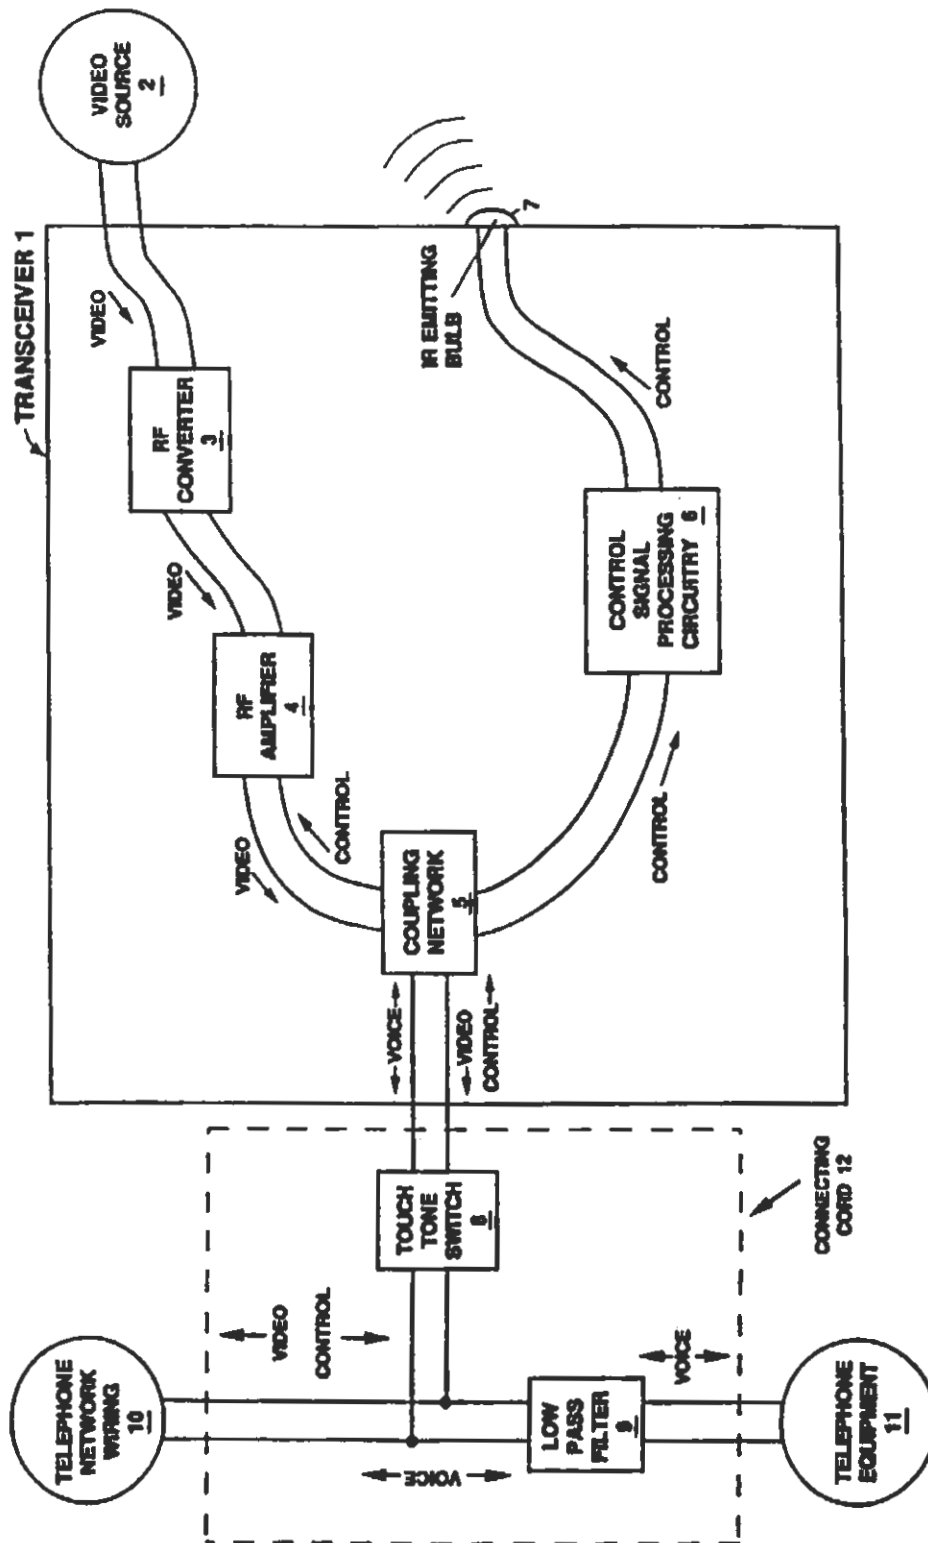 TRANSCEIVER 1
VIDEO
SOURCE
2
VIDEO
RF
CONVERTER
3
VIDEO
RF
AMPLIFIER
4
VIDEO
CONTROL
COUPLING
NETWORK
5
CONTROL
CONTROL
SIGNAL
PROCESSING
CIRCUITRY 6
CONTROL
IR EMITTING
BULB
7
VOICE
VIDEO
CONTROL
TOUCH
TONE
SWITCH
8
CONNECTING
CORD 12
VIDEO
CONTROL
TELEPHONE
NETWORK
WIRING
10
VOICE
LOW
PASS
FILTER
9
VOICE
TELEPHONE
EQUIPMENT
11